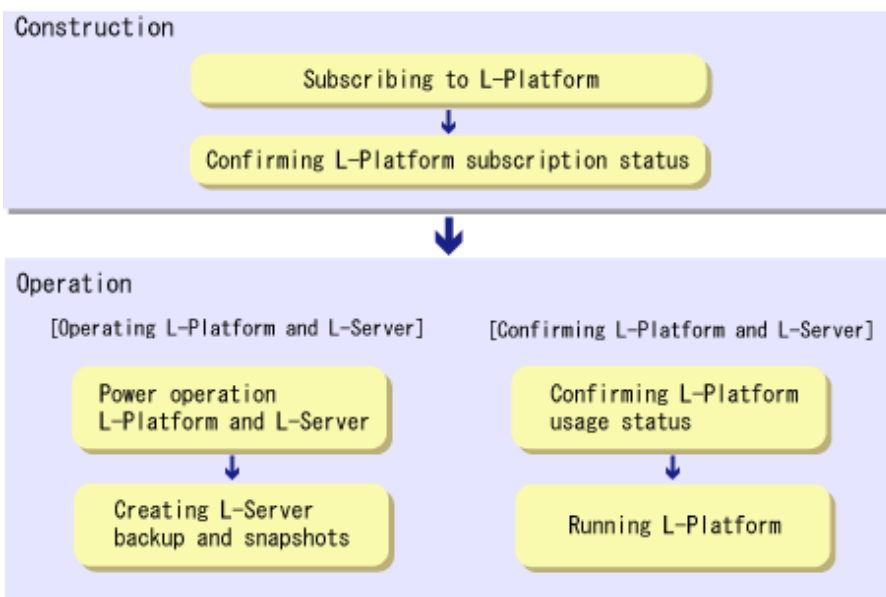 Construction
Subscribing to L-Platform
Confirming L-Platform subscription status
Operation
[Operating L-Platform and L-Server]
[Confirming L-Platform and L-Server]
Power operation
L-Platform and L-Server
Creating L-Server
backup and snapshots
Confirming L-Platform
usage status
Running L-Platform